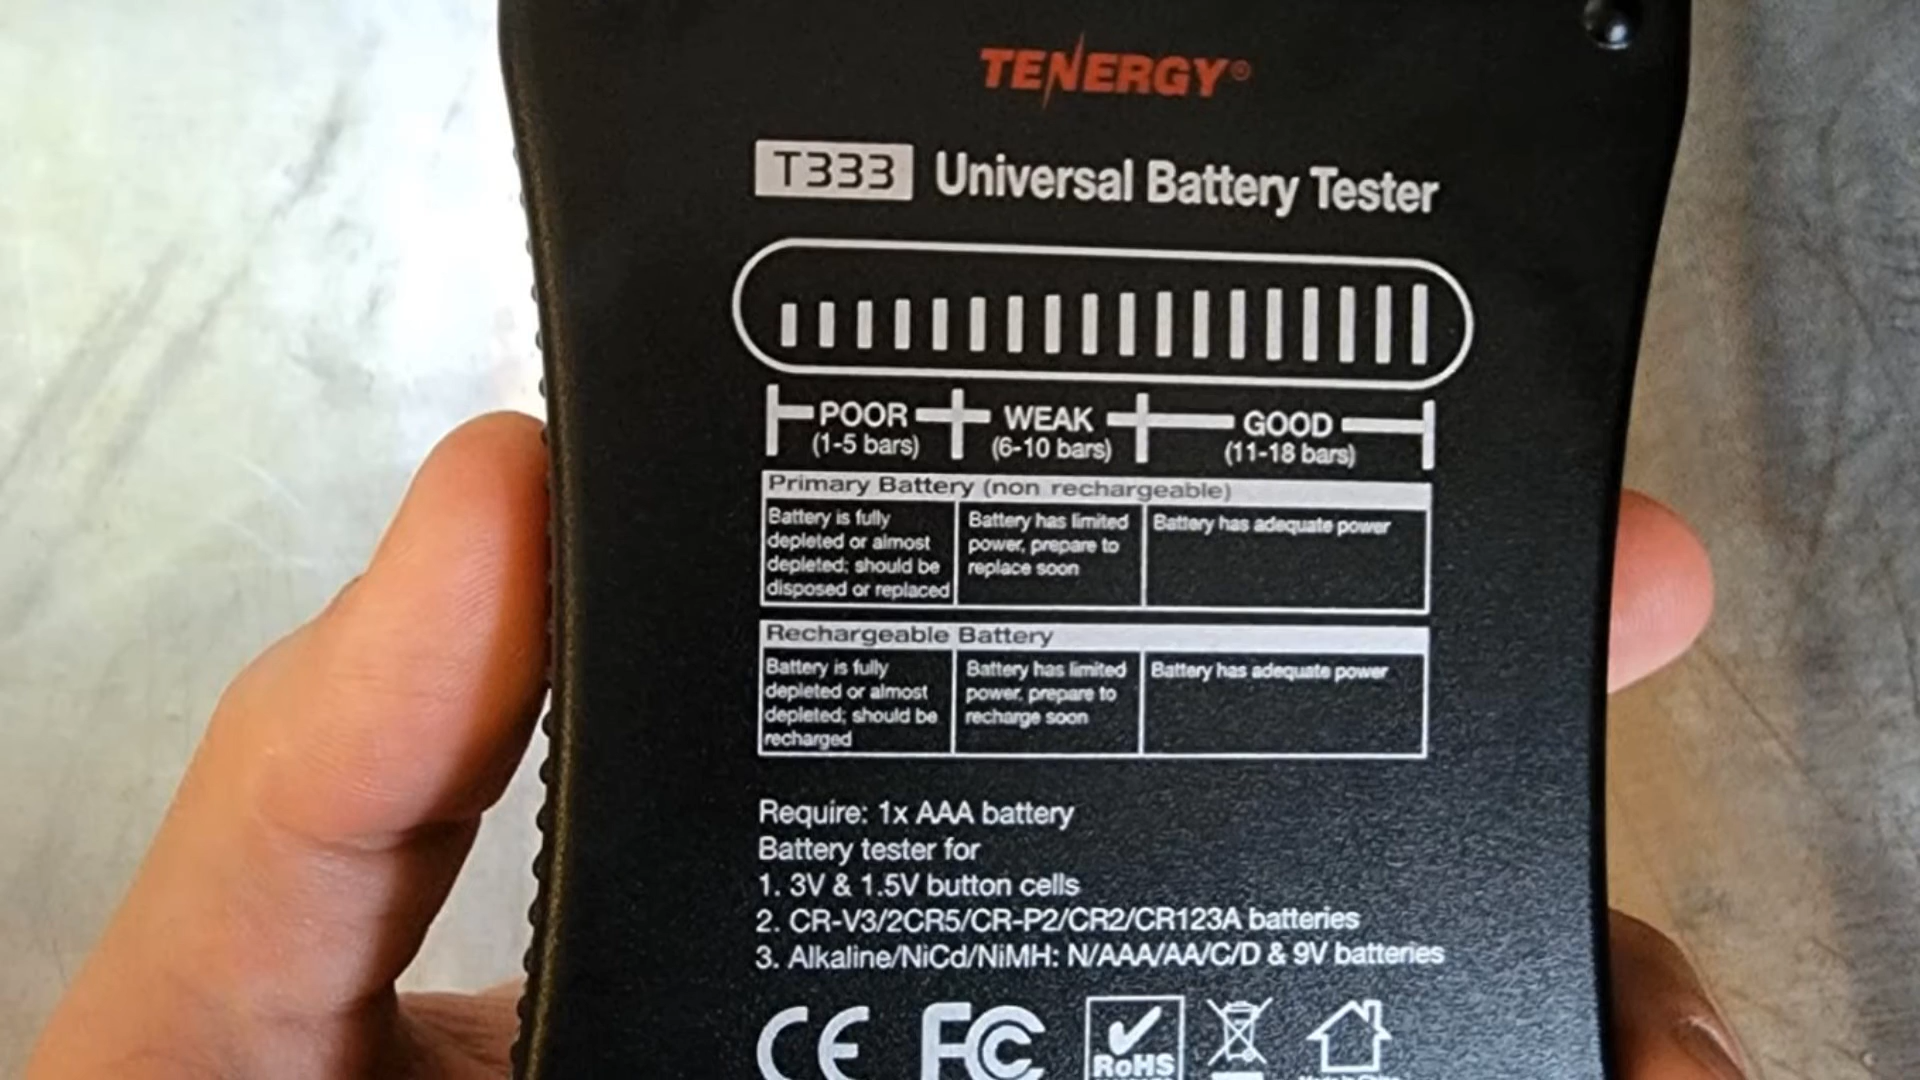 TENERGY®
T333 Universal Battery Tester
POOR WEAK GOOD
(1-5 bars) (6-10 bars) (11-18 bars)
Primary Battery (non rechargeable)
Battery is fully
depleted or almost
depleted; should be
disposed or replaced
Battery has limited
power, prepare to
replace soon
Battery has adequate power
Rechargeable Battery
Battery is fully
depleted or almost
depleted; should be
recharged
Battery has limited
power, prepare to
recharge soon
Battery has adequate power
Require: 1x AAA battery
Battery tester for
1. 3V & 1.5V button cells
2. CR-V3/2CR5/CR-P2/CR2/CR123A batteries
3. Alkaline/NiCd/NiMH: N/AAA/AA/C/D & 9V batteries
CE FC RoHS